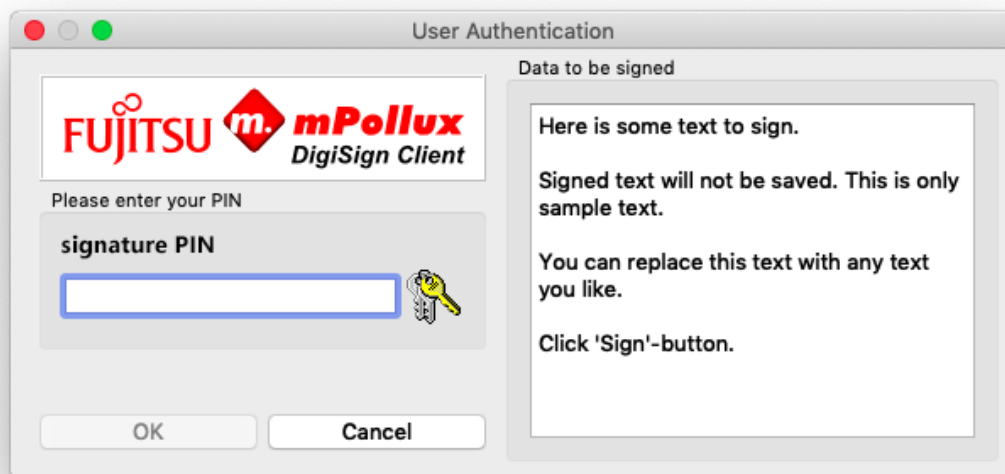 User Authentication
FUJITSU m. mPollux
DigiSign Client
Please enter your PIN
signature PIN
OK
Cancel
Data to be signed
Here is some text to sign.
Signed text will not be saved. This is only
sample text.
You can replace this text with any text
you like.
Click 'Sign'-button.